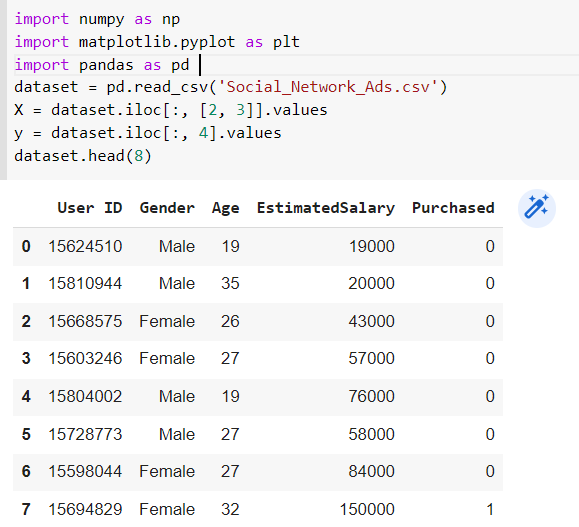 import numpy as np
import matplotlib.pyplot as plt
import pandas as pd
dataset = pd.read_csv('Social_Network_Ads.csv')
X = dataset.iloc[:, [2, 3]].values
y = dataset.iloc[:, 4].values
dataset.head(8)
User ID Gender Age EstimatedSalary Purchased
0 15624510 Male 19 19000 0
1 15810944 Male 35 20000 0
2 15668575 Female 26 43000 0
3 15603246 Female 27 57000 0
4 15804002 Male 19 76000 0
5 15728773 Male 27 58000 0
6 15598044 Female 27 84000 0
7 15694829 Female 32 150000 1